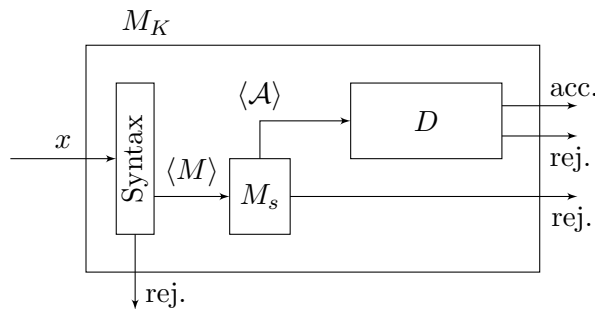 M_K
⟨𝒜⟩
acc.
D
x
Syntax
⟨M⟩
rej.
M_s
rej.
rej.